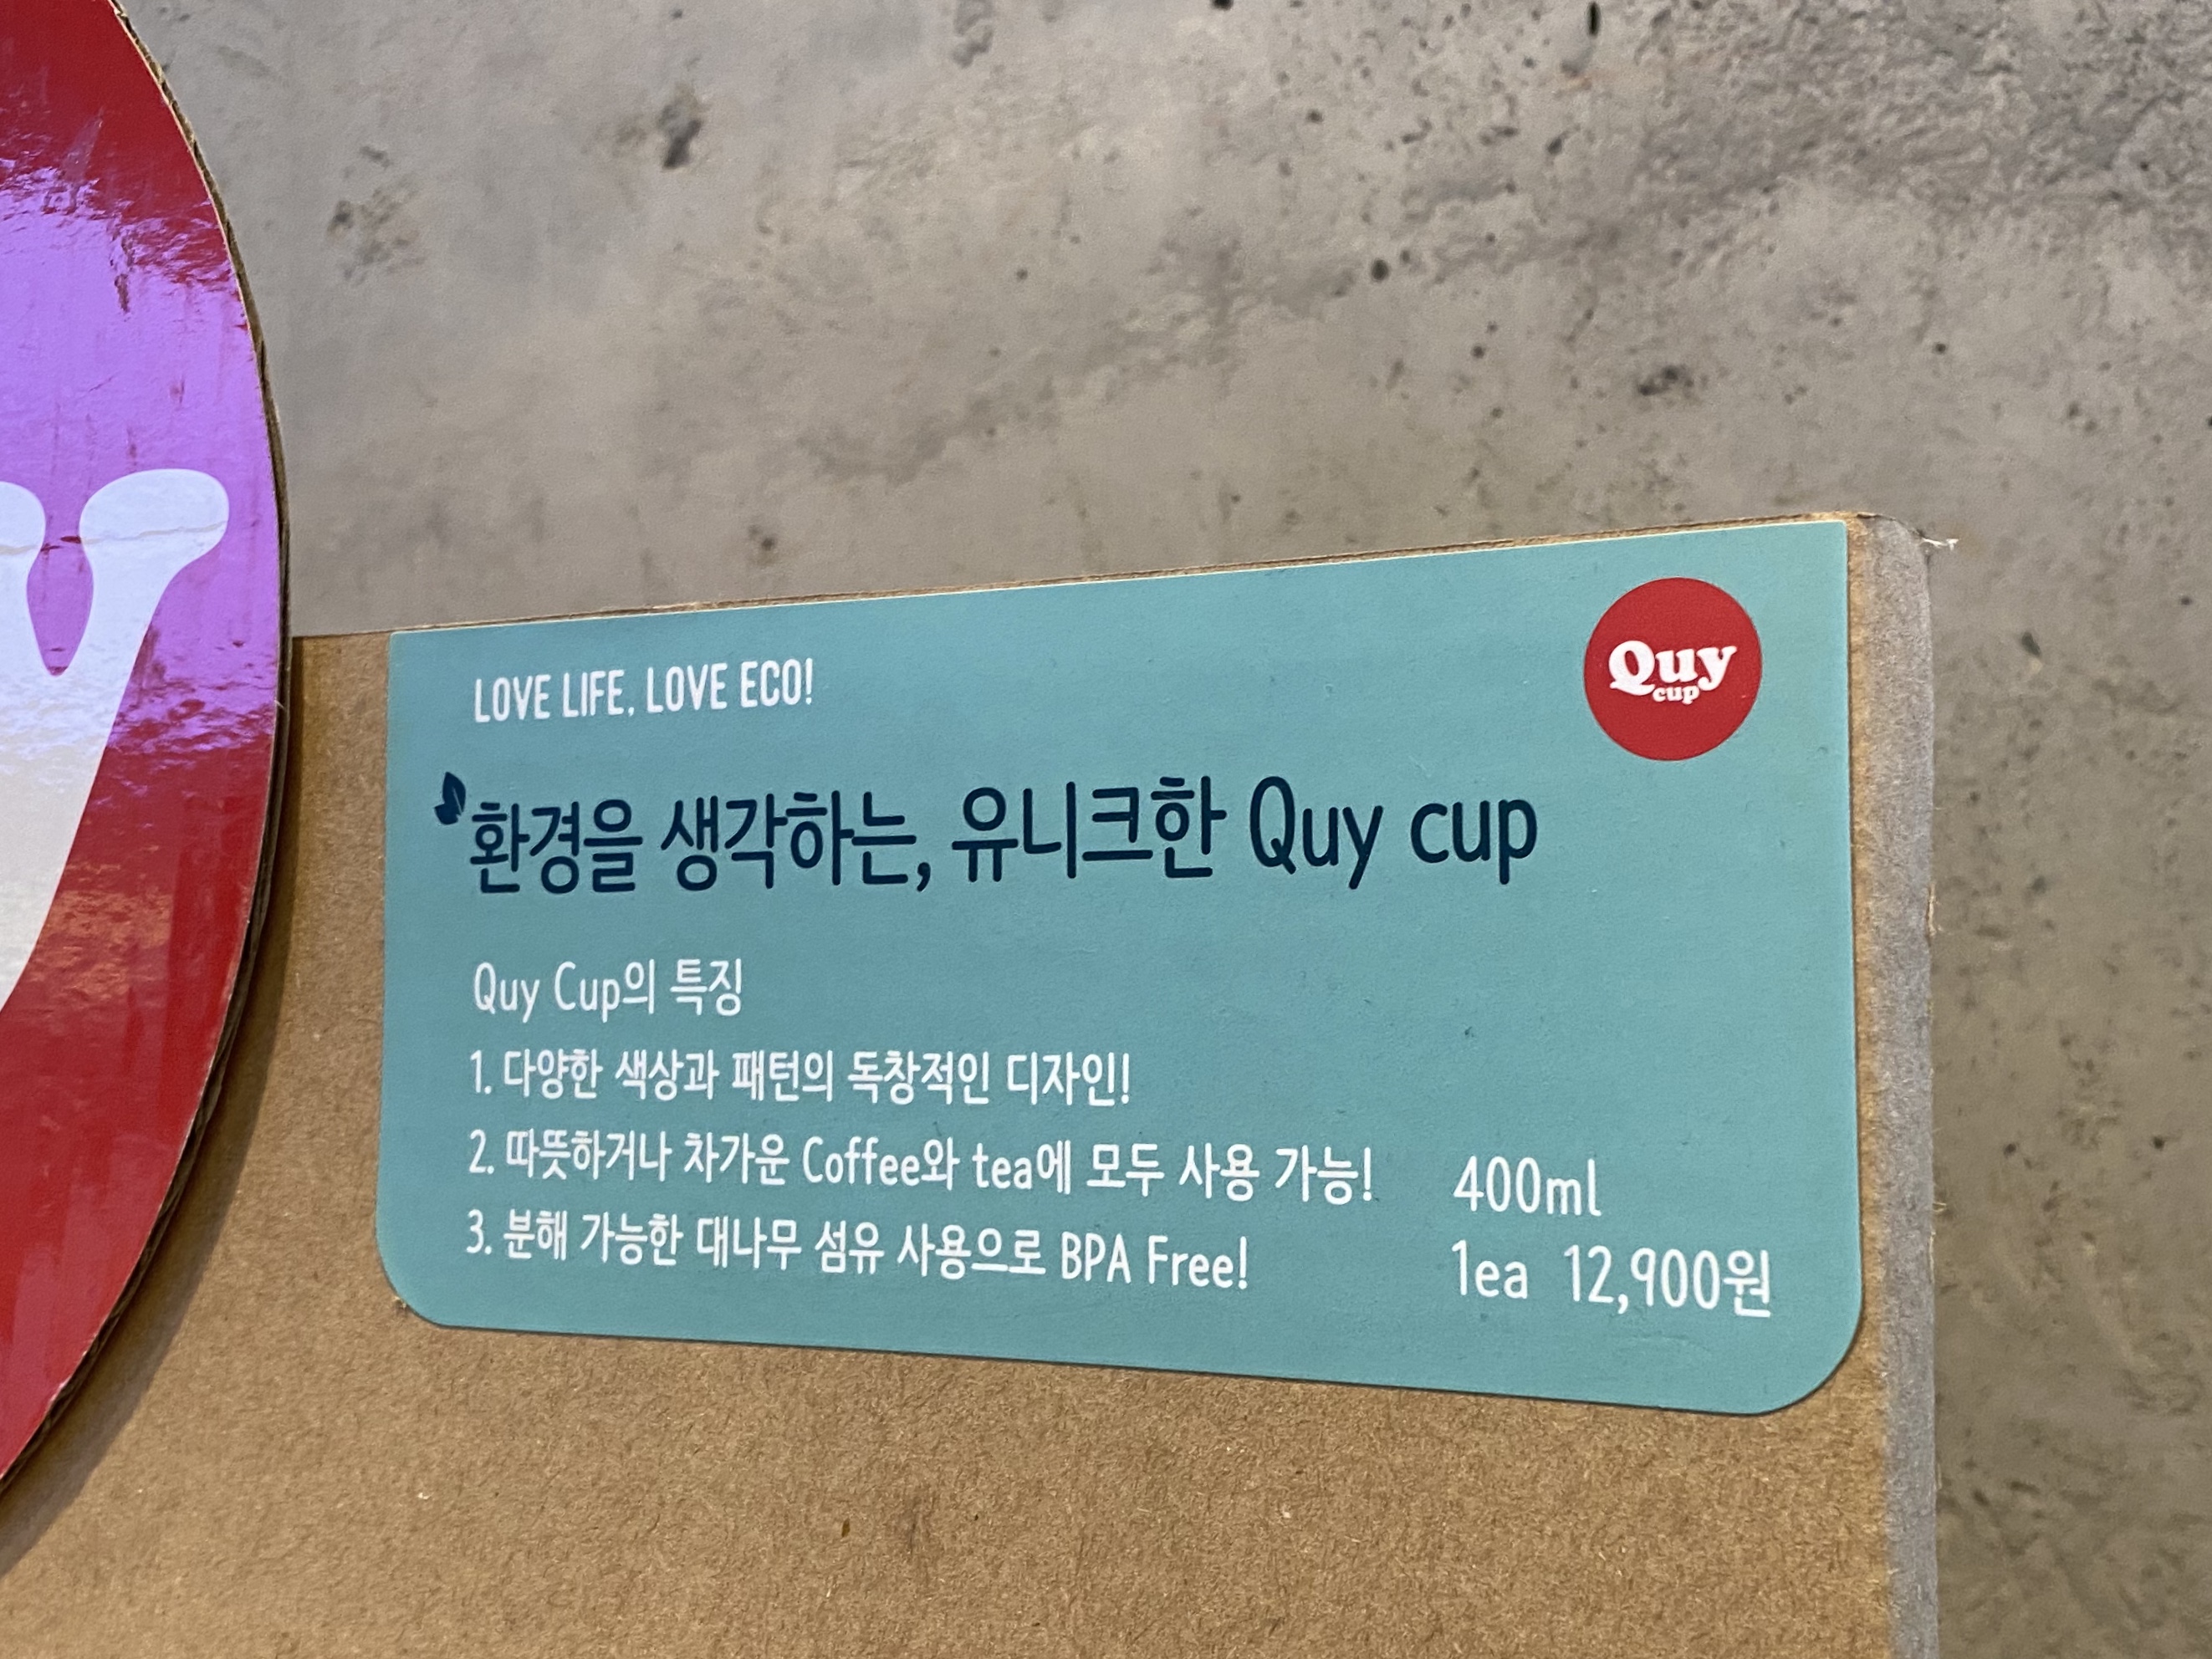 y
LOVE LIFE, LOVE ECO!
Quy
cup
환경을 생각하는, 유니크한 Quy cup
Quy Cup의 특징
1. 다양한 색상과 패턴의 독창적인 디자인!
2. 따뜻하거나 차가운 Coffee와 tea에 모두 사용 가능!
3. 분해 가능한 대나무 섬유 사용으로 BPA Free!
400ml
1ea 12,900원